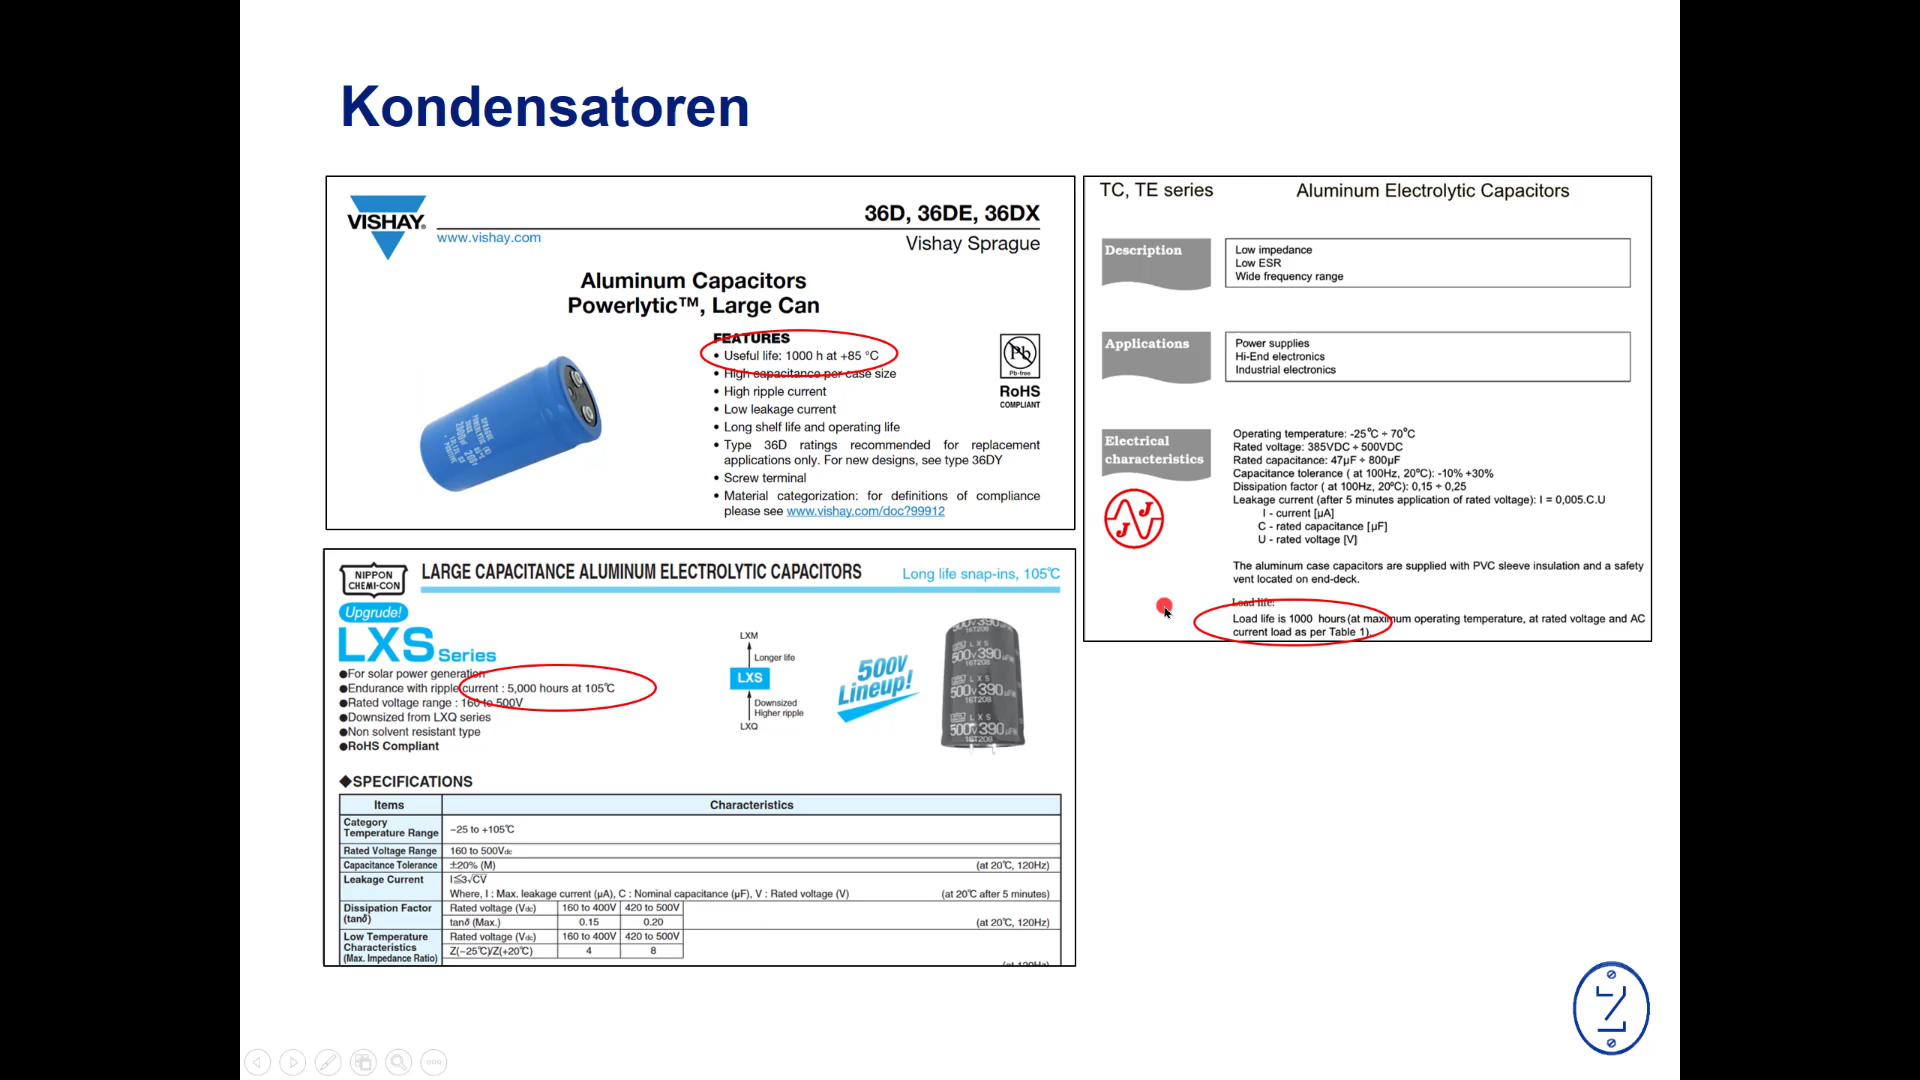 Kondensatoren
VISHAY.
www.vishay.com
36D, 36DE, 36DX
Vishay Sprague
Aluminum Capacitors
Powerlytic™, Large Can
FEATURES
• Useful life: 1000 h at +85 °C
• High capacitance per case size
• High ripple current
• Low leakage current
• Long shelf life and operating life
• Type 36D ratings recommended for replacement
applications only. For new designs, see type 36DY
• Screw terminal
• Material categorization: for definitions of compliance
please see www.vishay.com/doc?99912
Pb
Pb-free
RoHS
COMPLIANT
TC, TE series
Aluminum Electrolytic Capacitors
Description
Low impedance
Low ESR
Wide frequency range
Applications
Power supplies
Hi-End electronics
Industrial electronics
Electrical
characteristics
Operating temperature: -25°C ÷ 70°C
Rated voltage: 385VDC ÷ 500VDC
Rated capacitance: 47µF ÷ 800µF
Capacitance tolerance ( at 100Hz, 20°C): -10% +30%
Dissipation factor ( at 100Hz, 20°C): 0,15 ÷ 0,25
Leakage current (after 5 minutes application of rated voltage): I = 0,005.C.U
I - current [µA]
C - rated capacitance [µF]
U - rated voltage [V]
The aluminum case capacitors are supplied with PVC sleeve insulation and a safety
vent located on end-deck.
Load life:
Load life is 1000 hours (at maximum operating temperature, at rated voltage and AC
current load as per Table 1).
NIPPON
CHEMI-CON
LARGE CAPACITANCE ALUMINUM ELECTROLYTIC CAPACITORS
Long life snap-ins, 105℃
Upgrude!
LXS Series
●For solar power generation
●Endurance with ripple current : 5,000 hours at 105℃
●Rated voltage range : 160 to 500V
●Downsized from LXQ series
●Non solvent resistant type
●RoHS Compliant
LXM
Longer life
LXS
Downsized
Higher ripple
LXQ
500V
Lineup!
◆SPECIFICATIONS
Items
Characteristics
Category
Temperature Range
−25 to +105℃
Rated Voltage Range
160 to 500Vdc
Capacitance Tolerance
±20% (M)
(at 20℃, 120Hz)
Leakage Current
I≦3√CV
Where, I : Max. leakage current (µA), C : Nominal capacitance (µF), V : Rated voltage (V)
(at 20℃ after 5 minutes)
Dissipation Factor
(tanδ)
Rated voltage (Vdc)
160 to 400V
420 to 500V
tanδ (Max.)
0.15
0.20
(at 20℃, 120Hz)
Low Temperature
Characteristics
(Max. Impedance Ratio)
Rated voltage (Vdc)
160 to 400V
420 to 500V
Z(−25℃)/Z(+20℃)
4
8